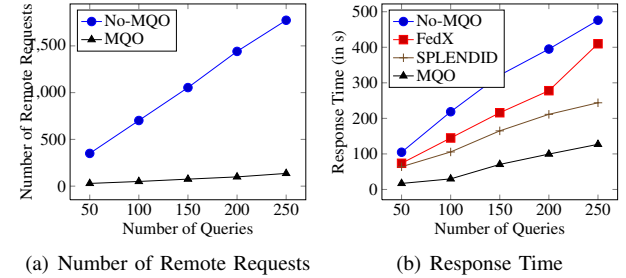 No-MQO
MQO
,500
,000
500
0
50 100 150 200 250
Number of Queries
Number of Remote Requests
(a) Number of Remote Requests
No-MQO
FedX
SPLENDID
MQO
500
400
300
200
100
0
50 100 150 200 250
Number of Queries
Response Time (in s)
(b) Response Time